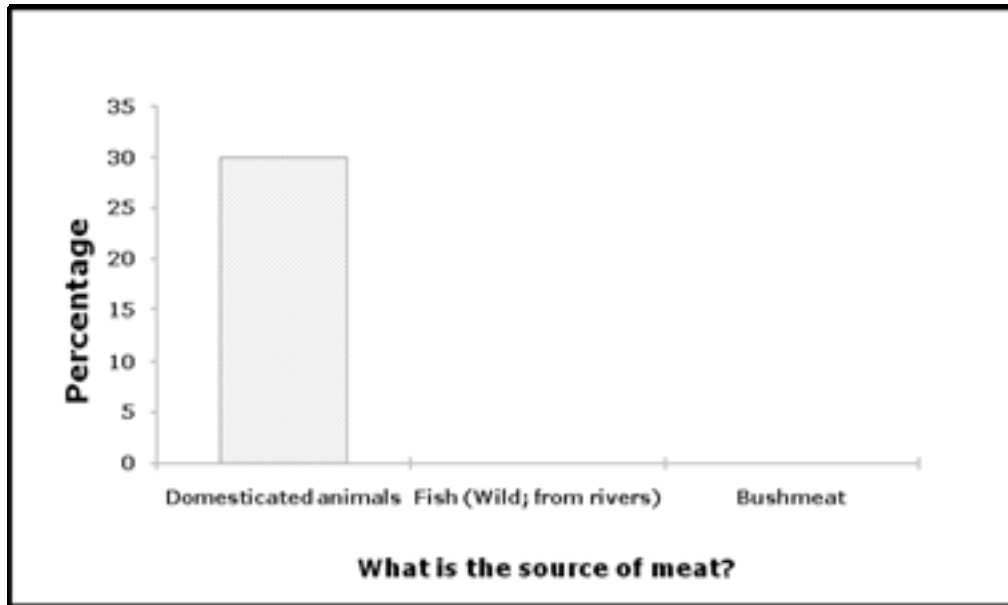 Percentage
35
30
25
20
15
10
5
0
Domesticated animals Fish (Wild; from rivers) Bushmeat
What is the source of meat?